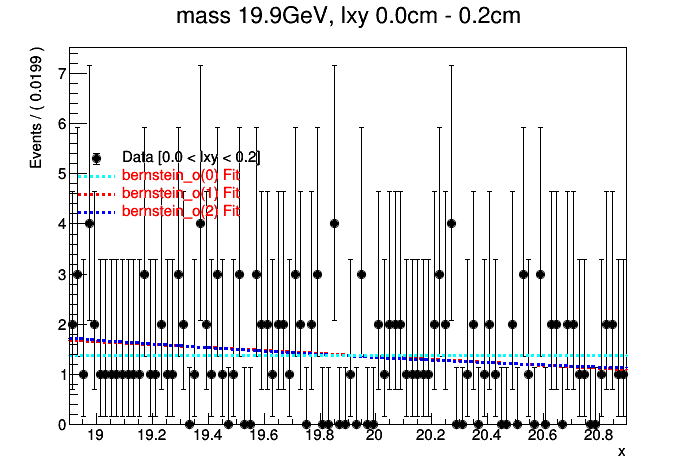 mass 19.9GeV, lxy 0.0cm - 0.2cm
Events / ( 0.0199 )
7
6
5
4
3
2
1
0
Data [0.0 < lxy < 0.2]
bernstein_o(0) Fit
bernstein_o(1) Fit
bernstein_o(2) Fit
19 19.2 19.4 19.6 19.8 20 20.2 20.4 20.6 20.8
x